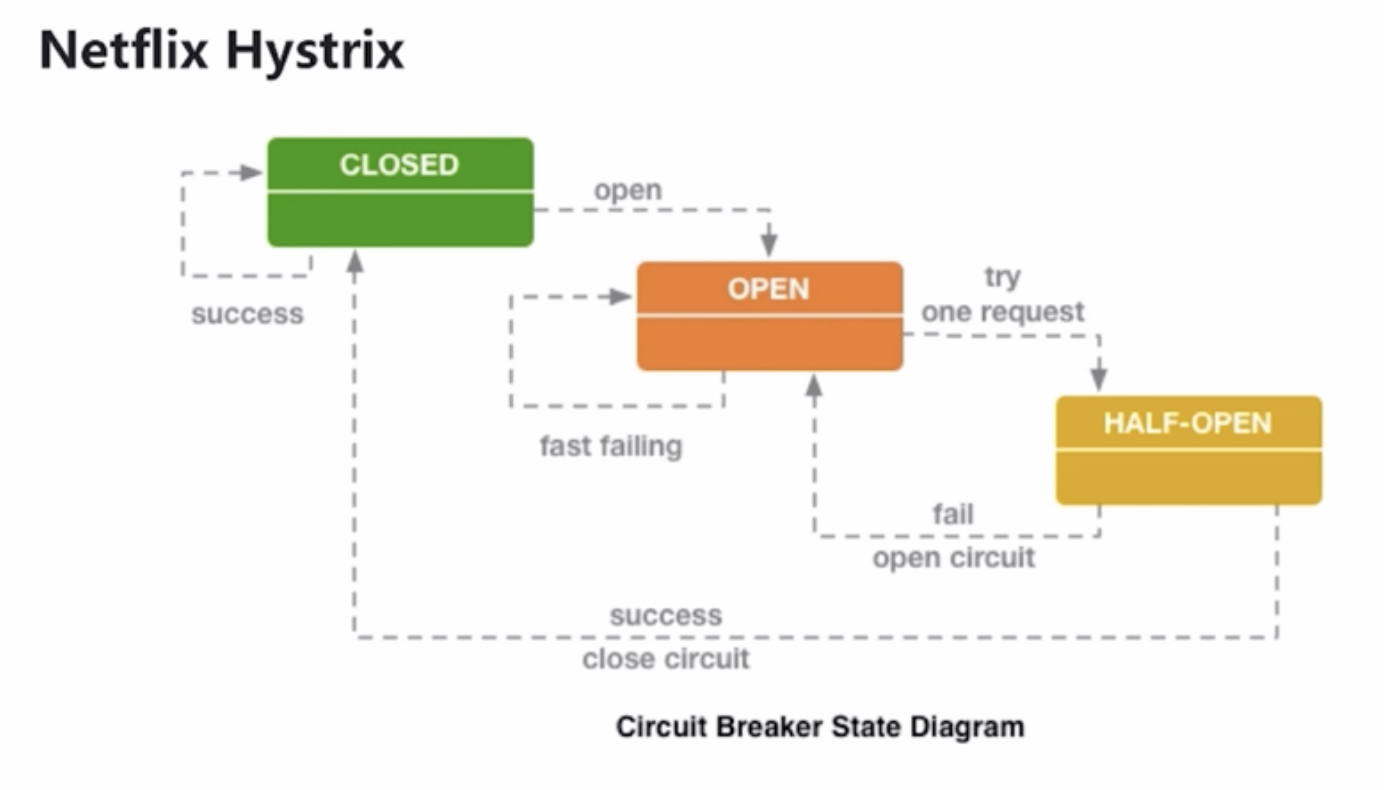 Netflix Hystrix
CLOSED
open
success
OPEN
try
one request
fast failing
HALF-OPEN
fail
open circuit
success
close circuit
Circuit Breaker State Diagram